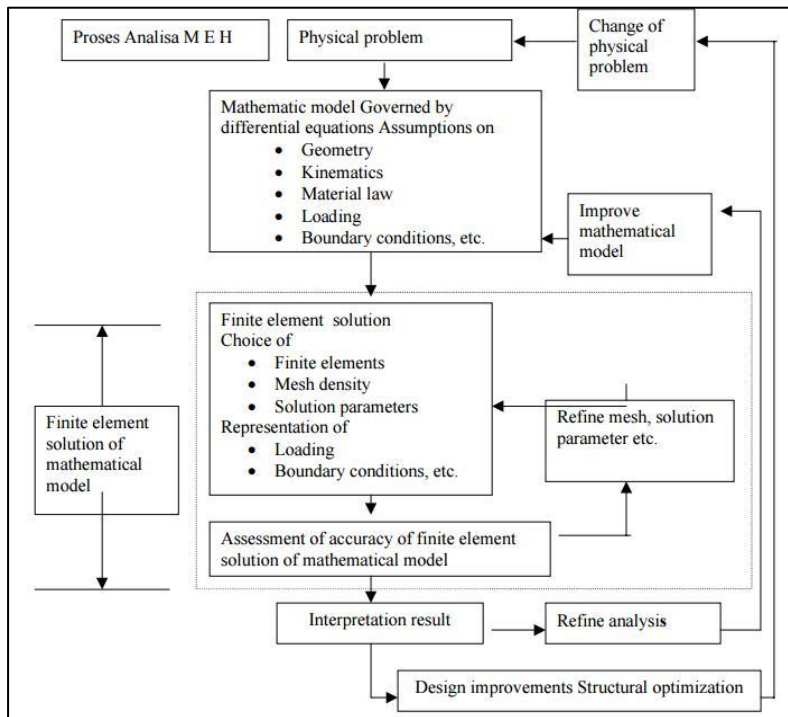 Proses Analisa M E H
Physical problem
Change of
physical
problem
Mathematic model Governed by
differential equations Assumptions on
• Geometry
• Kinematics
• Material law
• Loading
• Boundary conditions, etc.
Improve
mathematical
model
Finite element solution
Choice of
• Finite elements
• Mesh density
• Solution parameters
Representation of
• Loading
• Boundary conditions, etc.
Finite element
solution of
mathematical
model
Refine mesh, solution
parameter etc.
Assessment of accuracy of finite element
solution of mathematical model
Interpretation result
Refine analysis
Design improvements Structural optimization